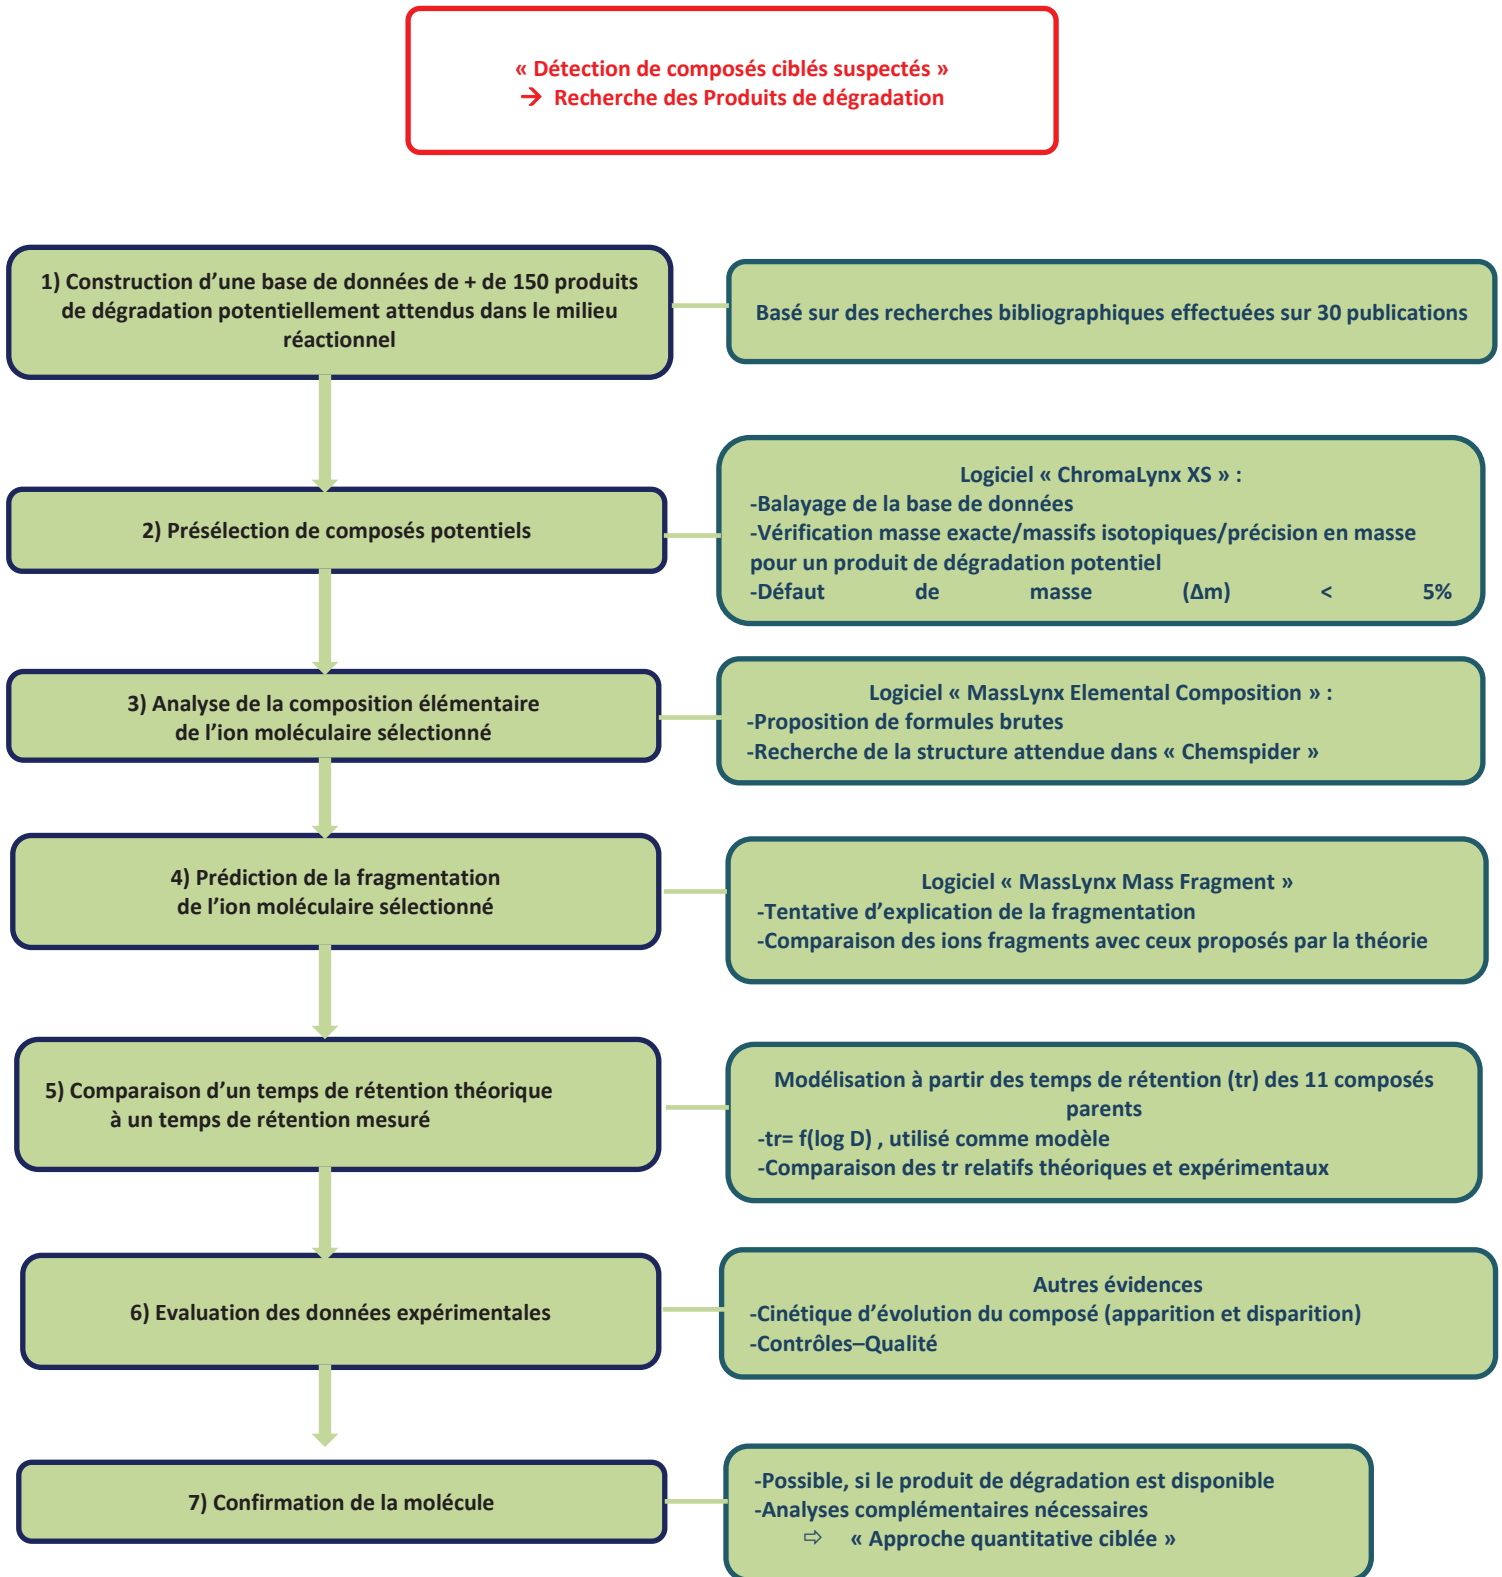 « Détection de composés ciblés suspectés »
→ Recherche des Produits de dégradation
1) Construction d’une base de données de + de 150 produits
de dégradation potentiellement attendus dans le milieu
réactionnel
Basé sur des recherches bibliographiques effectuées sur 30 publications
2) Présélection de composés potentiels
Logiciel « ChromaLynx XS » :
-Balayage de la base de données
-Vérification masse exacte/massifs isotopiques/précision en masse
pour un produit de dégradation potentiel
-Défaut de masse (Δm) < 5%
3) Analyse de la composition élémentaire
de l’ion moléculaire sélectionné
Logiciel « MassLynx Elemental Composition » :
-Proposition de formules brutes
-Recherche de la structure attendue dans « Chemspider »
4) Prédiction de la fragmentation
de l’ion moléculaire sélectionné
Logiciel « MassLynx Mass Fragment »
-Tentative d’explication de la fragmentation
-Comparaison des ions fragments avec ceux proposés par la théorie
5) Comparaison d’un temps de rétention théorique
à un temps de rétention mesuré
Modélisation à partir des temps de rétention (tr) des 11 composés
parents
-tr= f(log D) , utilisé comme modèle
-Comparaison des tr relatifs théoriques et expérimentaux
6) Evaluation des données expérimentales
Autres évidences
-Cinétique d’évolution du composé (apparition et disparition)
-Contrôles–Qualité
7) Confirmation de la molécule
-Possible, si le produit de dégradation est disponible
-Analyses complémentaires nécessaires
⇨ « Approche quantitative ciblée »